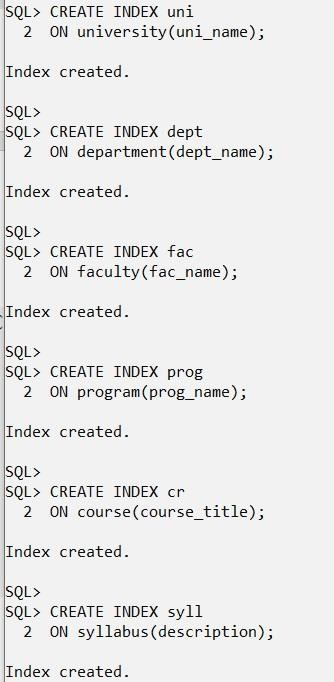 SQL> CREATE INDEX uni
  2  ON university(uni_name);
Index created.
SQL>
SQL> CREATE INDEX dept
  2  ON department(dept_name);
Index created.
SQL>
SQL> CREATE INDEX fac
  2  ON faculty(fac_name);
Index created.
SQL>
SQL> CREATE INDEX prog
  2  ON program(prog_name);
Index created.
SQL>
SQL> CREATE INDEX cr
  2  ON course(course_title);
Index created.
SQL>
SQL> CREATE INDEX syll
  2  ON syllabus(description);
Index created.